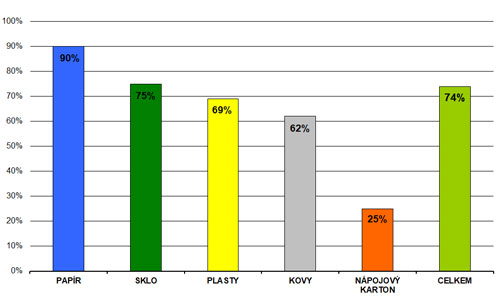 100%
90%
80%
70%
60%
50%
40%
30%
20%
10%
0%
90%
75%
69%
62%
25%
74%
PAPÍR
SKLO
PLASTY
KOVY
NÁPOJOVÝ
KARTON
CELKEM